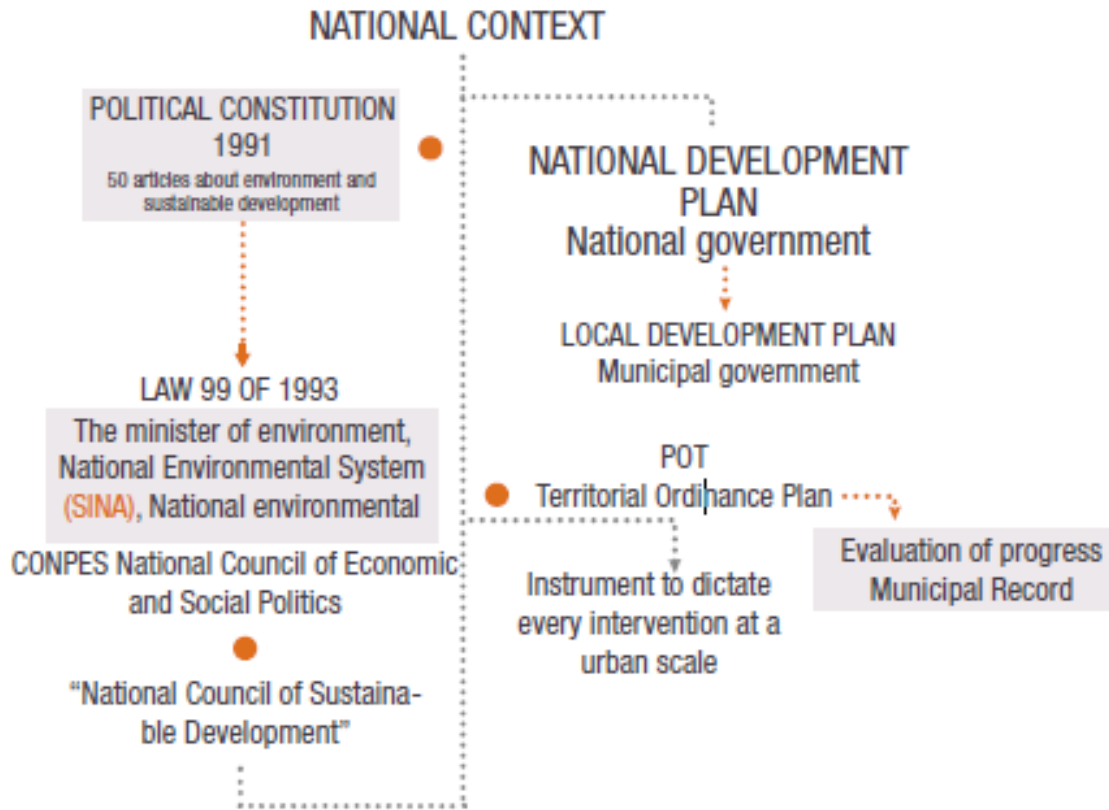 NATIONAL CONTEXT
POLITICAL CONSTITUTION
1991
50 articles about environment and
sustainable development
LAW 99 OF 1993
The minister of environment,
National Environmental System
(SINA), National environmental
CONPES National Council of Economic
and Social Politics
“National Council of Sustaina-
ble Development”
NATIONAL DEVELOPMENT
PLAN
National government
LOCAL DEVELOPMENT PLAN
Municipal government
POT
Territorial Ordinance Plan
Evaluation of progress
Municipal Record
Instrument to dictate
every intervention at a
urban scale